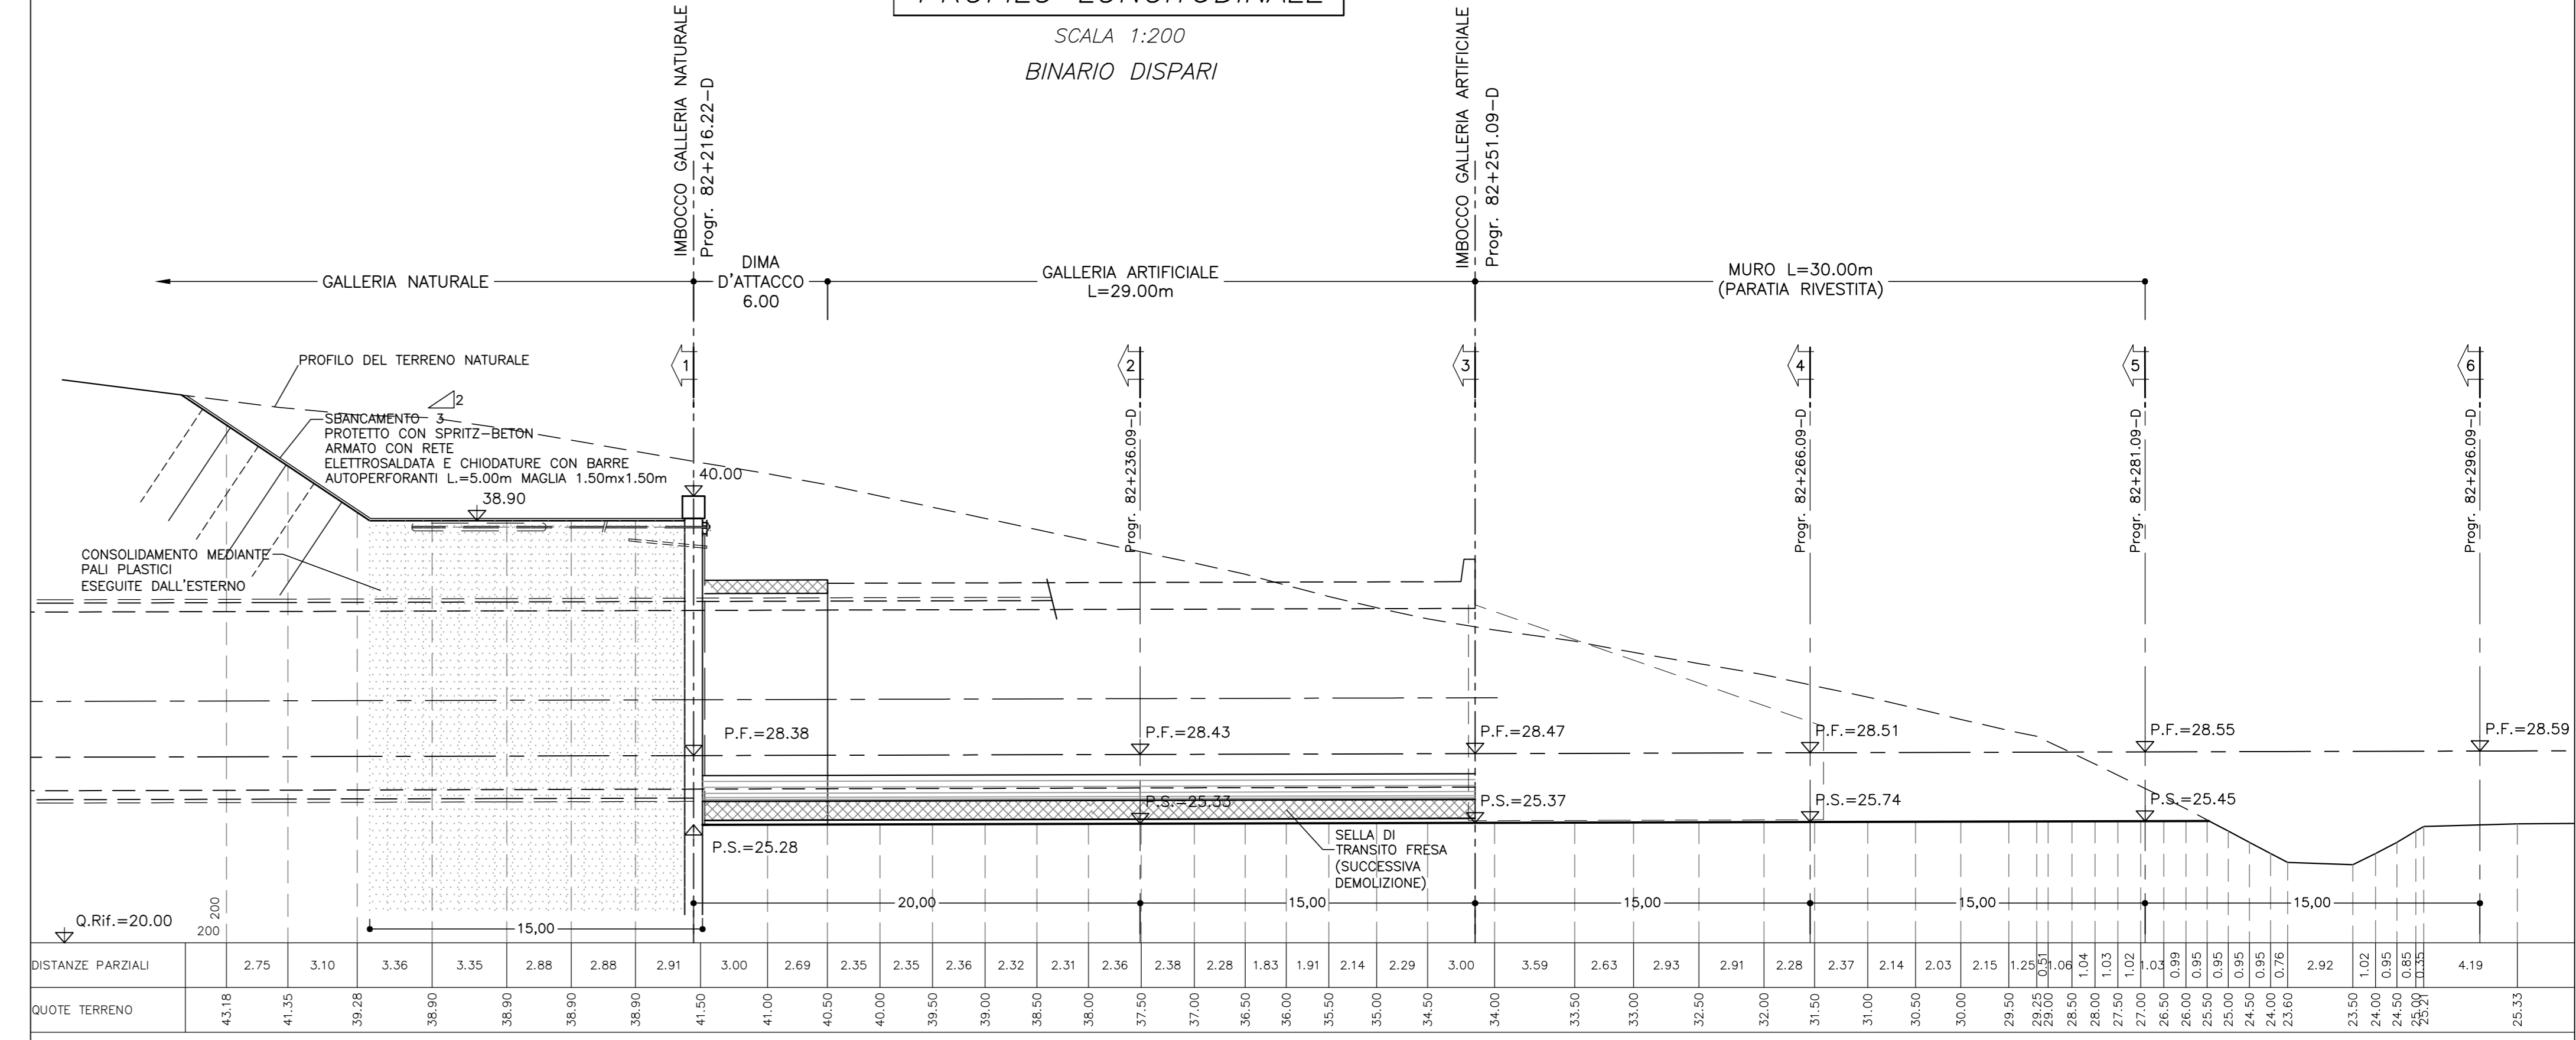 PROFILO LONGITUDINALE
SCALA 1:200
BINARIO DISPARI
IMBOCCO GALLERIA NATURALE
Progr. 82+216.22-D
IMBOCCO GALLERIA ARTIFICIALE
Progr. 82+251.09-D
GALLERIA NATURALE
DIMA
D'ATTACCO
6.00
GALLERIA ARTIFICIALE
L=29.00m
MURO L=30.00m
(PARATIA RIVESTITA)
1
2
3
4
5
6
PROFILO DEL TERRENO NATURALE
2
SBANCAMENTO 3
PROTETTO CON SPRITZ-BETON
ARMATO CON RETE
ELETTROSALDATA E CHIODATURE CON BARRE
AUTOPERFORANTI L.=5.00m MAGLIA 1.50mx1.50m
40.00
38.90
Progr. 82+236.09-D
Progr. 82+266.09-D
Progr. 82+281.09-D
Progr. 82+296.09-D
CONSOLIDAMENTO MEDIANTE
PALI PLASTICI
ESEGUITE DALL'ESTERNO
P.F.=28.38
P.F.=28.43
P.F.=28.47
P.F.=28.51
P.F.=28.55
P.F.=28.59
P.S.=25.28
P.S.=25.33
P.S.=25.37
P.S.=25.74
P.S.=25.45
SELLA DI
TRANSITO FRESA
(SUCCESSIVA
DEMOLIZIONE)
20,00 15,00 15,00 15,00 15,00
Q.Rif.=20.00
200
200
15,00
DISTANZE PARZIALI 2.75 3.10 3.36 3.35 2.88 2.88 2.91 3.00 2.69 2.35 2.35 2.36 2.32 2.31 2.36 2.38 2.28 1.83 1.91 2.14 2.29 3.00 3.59 2.63 2.93 2.91 2.28 2.37 2.14 2.03 2.15 1.25 0.51 1.06 1.04 1.03 1.02 1.03 0.99 0.95 0.95 0.95 0.95 0.76 2.92 1.02 0.95 0.85 0.35 4.19
QUOTE TERRENO 43.18 41.35 39.28 38.90 38.90 38.90 38.90 41.50 41.00 40.50 40.00 39.50 39.00 38.50 38.00 37.50 37.00 36.50 36.00 35.50 35.00 34.50 34.00 33.50 33.00 32.50 32.00 31.50 31.00 30.50 30.00 29.50 29.25 29.00 28.50 28.00 27.50 27.00 26.50 26.00 25.50 25.00 24.50 24.00 23.60 23.50 24.00 24.50 25.00 25.21 25.33